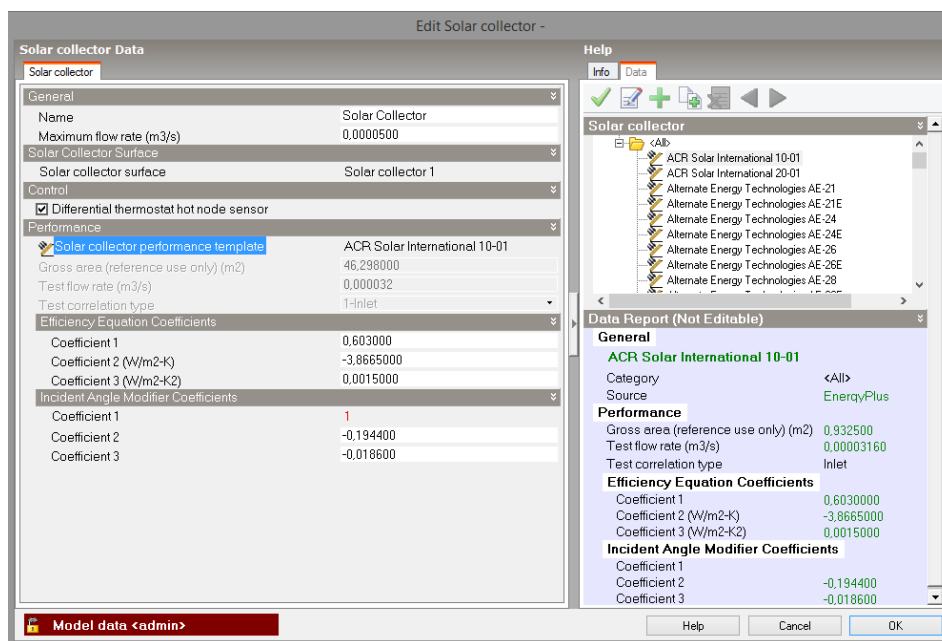 Edit Solar collector -
Solar collector Data
Solar collector
General
Name Solar Collector
Maximum flow rate (m3/s) 0,0000500
Solar Collector Surface
Solar collector surface Solar collector 1
Control
Differential thermostat hot node sensor
Performance
Solar collector performance template ACR Solar International 10-01
Gross area (reference use only) (m2) 46,298000
Test flow rate (m3/s) 0,000032
Test correlation type 1-Inlet
Efficiency Equation Coefficients
Coefficient 1 0,603000
Coefficient 2 (W/m2-K) -3,8665000
Coefficient 3 (W/m2-K2) 0,0015000
Incident Angle Modifier Coefficients
Coefficient 1 1
Coefficient 2 -0,194400
Coefficient 3 -0,018600
Model data <admin>
Help
Info Data
Solar collector
<All>
ACR Solar International 10-01
ACR Solar International 20-01
Alternate Energy Technologies AE-21
Alternate Energy Technologies AE-21E
Alternate Energy Technologies AE-24
Alternate Energy Technologies AE-24E
Alternate Energy Technologies AE-26
Alternate Energy Technologies AE-26E
Alternate Energy Technologies AE-28
Data Report (Not Editable)
General
ACR Solar International 10-01
Category <All>
Source EnergyPlus
Performance
Gross area (reference use only) (m2) 0,932500
Test flow rate (m3/s) 0,00003160
Test correlation type Inlet
Efficiency Equation Coefficients
Coefficient 1 0,6030000
Coefficient 2 (W/m2-K) -3,8665000
Coefficient 3 (W/m2-K2) 0,0015000
Incident Angle Modifier Coefficients
Coefficient 1
Coefficient 2 -0,194400
Coefficient 3 -0,018600
Help Cancel OK